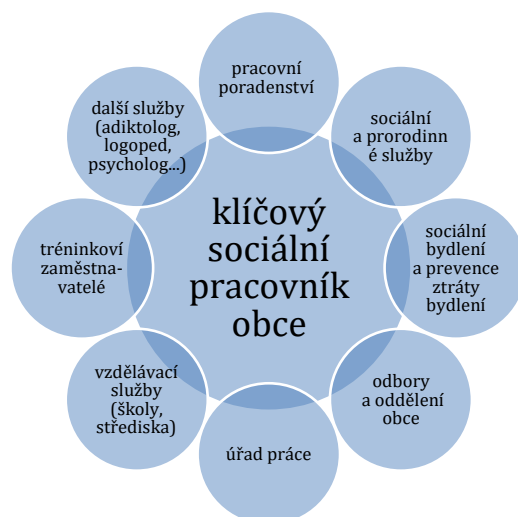 pracovní
poradenství
sociální
a prorodinn
é služby
sociální
bydlení
a prevence
ztráty
bydlení
odbory
a oddělení
obce
úřad práce
vzdělávací
služby
(školy,
střediska)
tréninkoví
zaměstna-
vatelé
další služby
(adiktolog,
logoped,
psycholog...)
klíčový
sociální
pracovník
obce